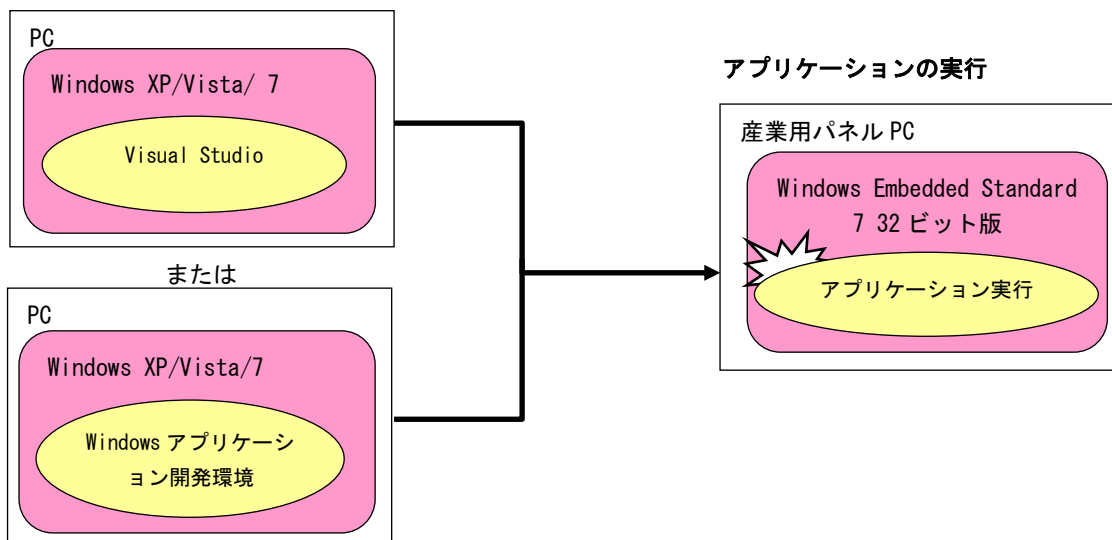 PC
Windows XP/Vista/ 7
Visual Studio
または
PC
Windows XP/Vista/7
Windows アプリケーシ
ョン開発環境
アプリケーションの実行
産業用パネル PC
Windows Embedded Standard
7 32 ビット版
アプリケーション実行